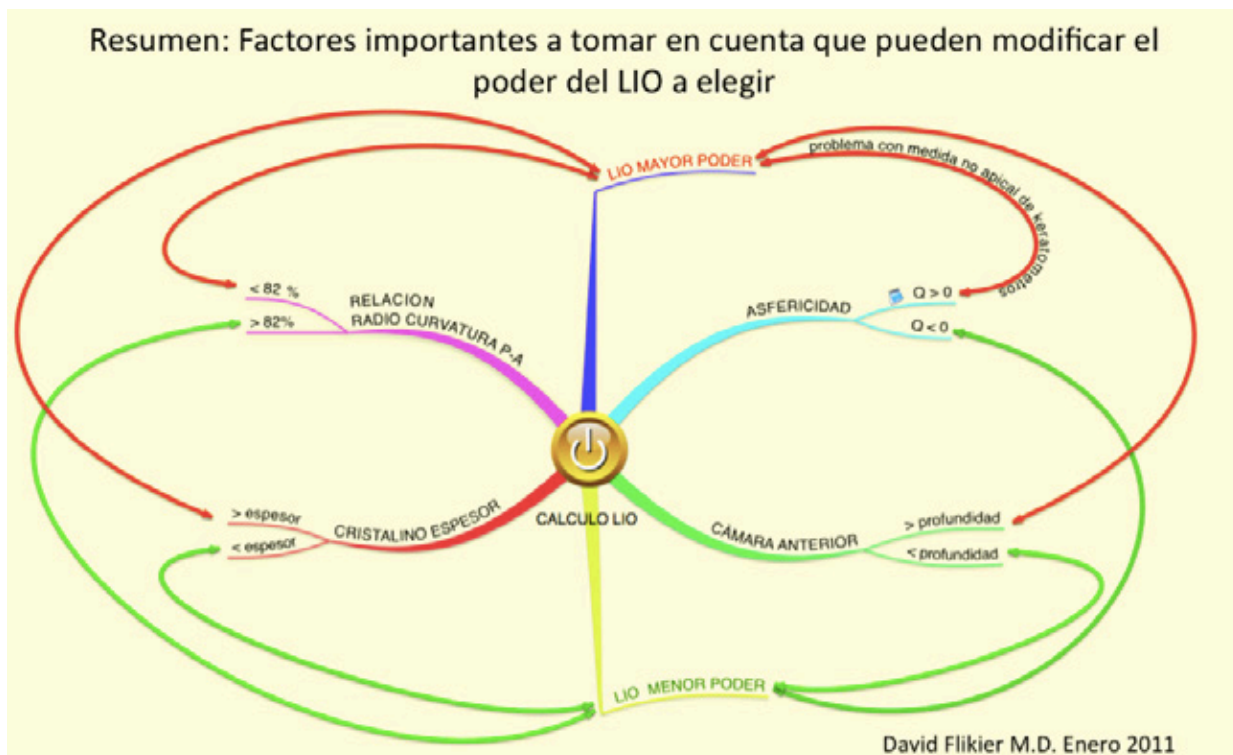 Resumen: Factores importantes a tomar en cuenta que pueden modificar el
poder del LIO a elegir
LIO MAYOR PODER
problema con medida no apical de keratometros
< 82 %
> 82%
RELACION
RADIO CURVATURA P-A
ASFERICIDAD
Q > 0
Q < 0
> espesor
< espesor
CRISTALINO ESPESOR
CALCULO LIO
CÁMARA ANTERIOR
> profundidad
< profundidad
LIO MENOR PODER
David Flikier M.D. Enero 2011